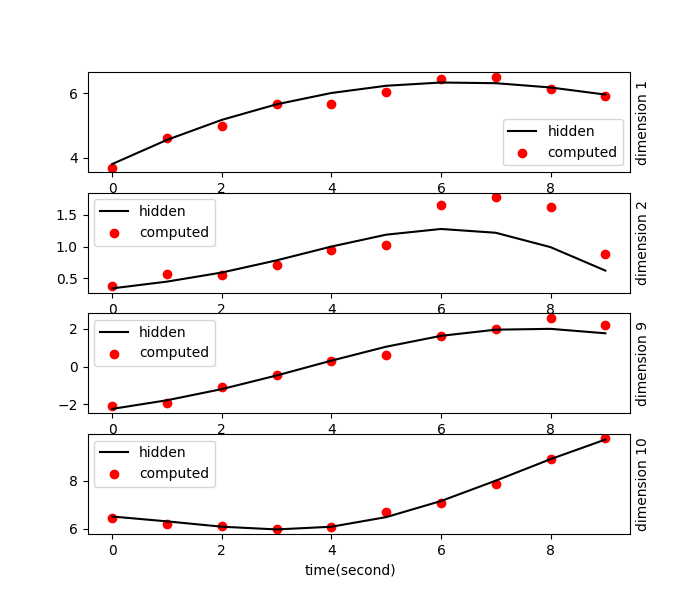 6
4
hidden
computed
dimension 1
0 2 4 6 8
1.5
1.0
0.5
hidden
computed
dimension 2
0 2 4 6 8
2
0
−2
hidden
computed
dimension 9
0 2 4 6 8
8
6
hidden
computed
dimension 10
0 2 4 6 8
time(second)